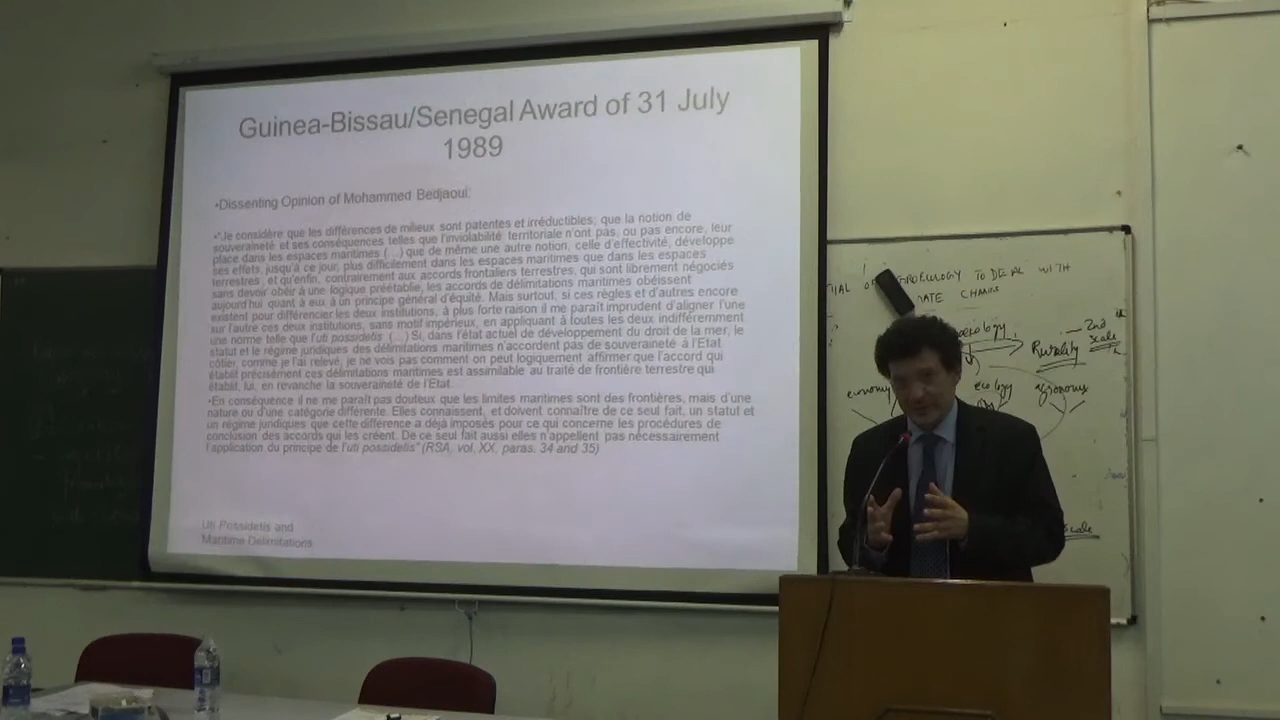 Guinea-Bissau/Senegal Award of 31 July
1989
•Dissenting Opinion of Mohammed Bedjaoui:
•"Je considère que les différences de milieux sont patentes et irréductibles; que la notion de
souveraineté et ses conséquences telles que l'inviolabilité territoriale n'ont pas, ou pas encore, leur
place dans les espaces maritimes (…) que de même une autre notion, celle d'effectivité, développe
ses effets, jusqu'à ce jour, plus difficilement dans les espaces maritimes que dans les espaces
terrestres, et qu'enfin, contrairement aux accords frontaliers terrestres, qui sont librement négociés
sans devoir obéir à une logique préétablie, les accords de délimitations maritimes obéissent
aujourd'hui quant à eux à un principe général d'équité. Mais surtout, si ces règles et d'autres encore
existent pour différencier les deux institutions, à plus forte raison il me paraît imprudent d'aligner l'une
sur l'autre ces deux institutions, sans motif impérieux, en appliquant à toutes les deux indifféremment
une norme telle que l'uti possidetis (…) Si, dans l'état actuel de développement du droit de la mer, le
statut et le régime juridiques des délimitations maritimes n'accordent pas de souveraineté à l'Etat
côtier comme je l'ai relevé, je ne vois pas comment on peut logiquement affirmer que l'accord qui
établit précisément ces délimitations maritimes est assimilable au traité de frontière terrestre qui
établit, lui, en revanche la souveraineté de l'Etat.
•En conséquence il ne me paraît pas douteux que les limites maritimes sont des frontières, mais d'une
nature ou d'une catégorie différente. Elles connaissent, et doivent connaître de ce seul fait, un statut et
un régime juridiques que cette différence a déjà imposés pour ce qui concerne les procédures de
conclusion des accords qui les créent. De ce seul fait aussi elles n'appellent pas nécessairement
l'application du principe de l'uti possidetis" (RSA, vol. XX, paras. 34 and 35)
Uti Possidetis and
Maritime Delimitations
TO DEAL WITH
CHANGE
Rurality
2nd
scale
economy
ecology
agronomy
scale